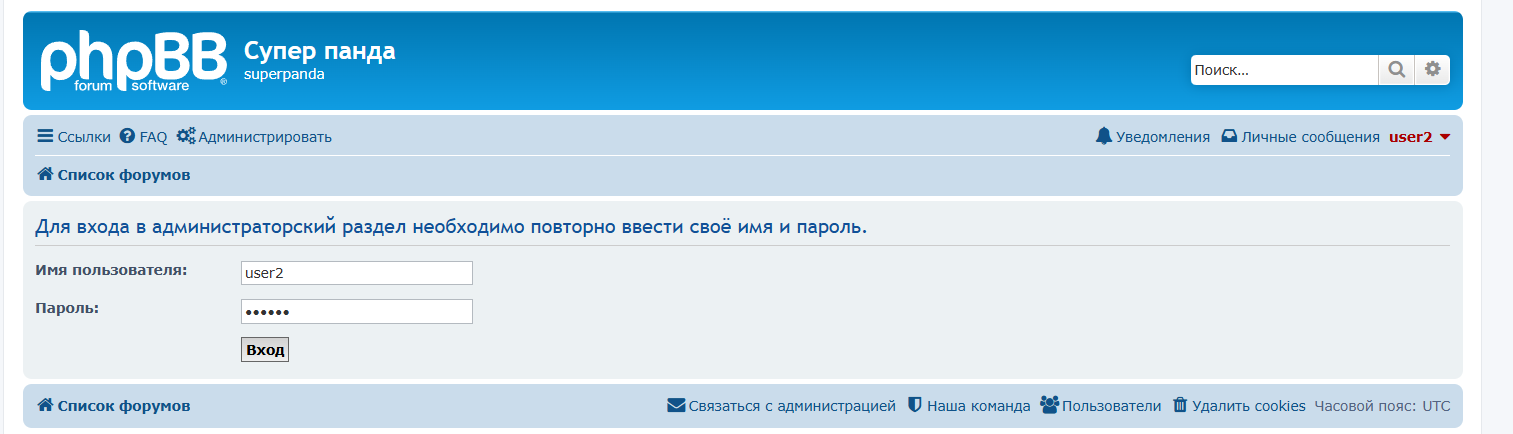 phpBB
forum software
®
Супер панда
superpanda
Поиск...
Ссылки FAQ Администрировать Уведомления Личные сообщения user2
Список форумов
Для входа в администраторский раздел необходимо повторно ввести своё имя и пароль.
Имя пользователя: user2
Пароль: ••••••
Вход
Список форумов Связаться с администрацией Наша команда Пользователи Удалить cookies Часовой пояс: UTC